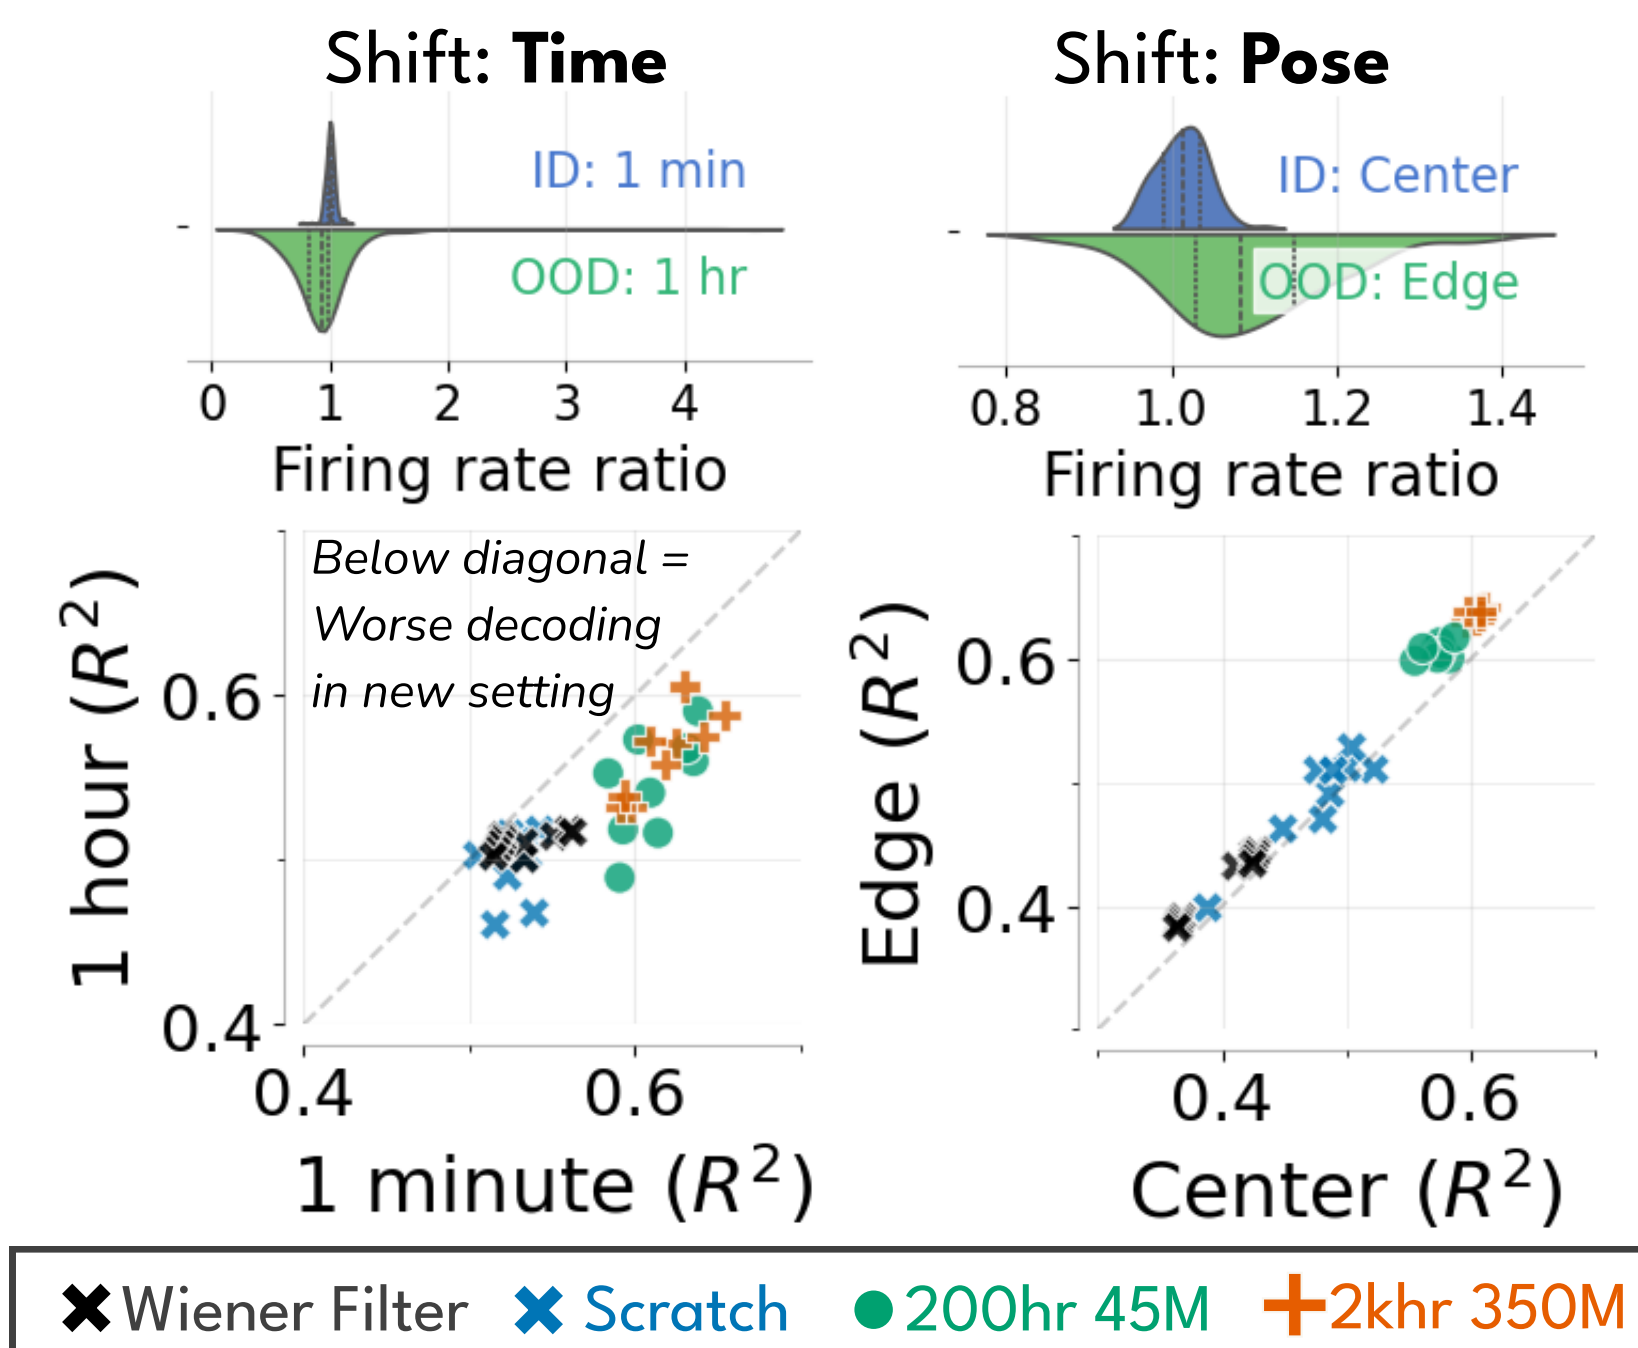 Shift: Time
ID: 1 min
OOD: 1 hr
0 1 2 3 4
Firing rate ratio
Shift: Pose
ID: Center
OOD: Edge
0.8 1.0 1.2 1.4
Firing rate ratio
Below diagonal =
Worse decoding
in new setting
1 hour (R²)
0.6
0.4
0.4 0.6
1 minute (R²)
Edge (R²)
0.6
0.4
0.4 0.6
Center (R²)
Wiener Filter Scratch 200hr 45M 2khr 350M